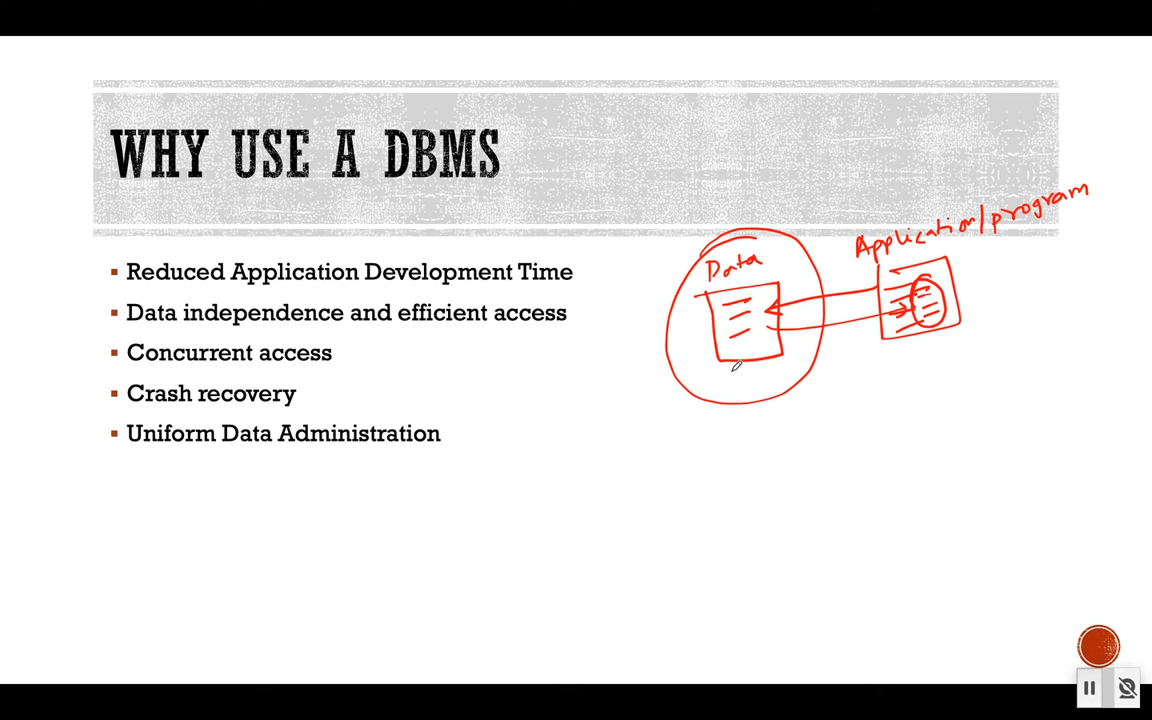 WHY USE A DBMS
Application/program
Data
Reduced Application Development Time
Data independence and efficient access
Concurrent access
Crash recovery
Uniform Data Administration